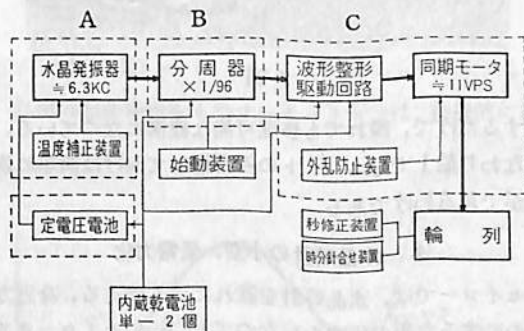 A
B
C
水晶発振器
≒6.3KC
分周器
×1/96
波形整形
駆動回路
同期モータ
≒11VPS
温度補正装置
始動装置
外乱防止装置
定電圧電池
秒修正装置
時分針合せ装置
輪列
内蔵乾電池
単一2個